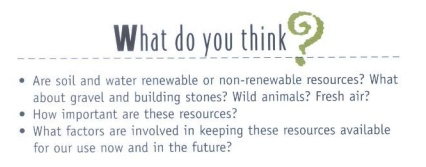 What do you think?
• Are soil and water renewable or non-renewable resources? What
about gravel and building stones? Wild animals? Fresh air?
• How important are these resources?
• What factors are involved in keeping these resources available
for our use now and in the future?